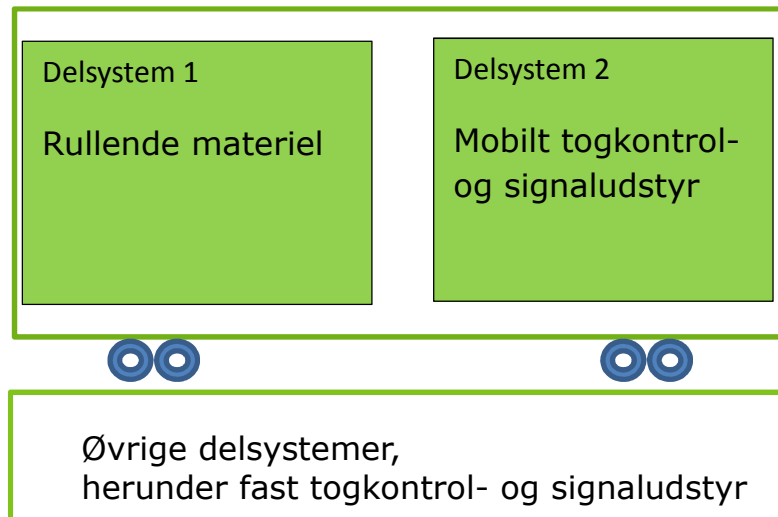 Delsystem 1
Rullende materiel
Delsystem 2
Mobilt togkontrol-
og signaludstyr
Øvrige delsystemer,
herunder fast togkontrol- og signaludstyr